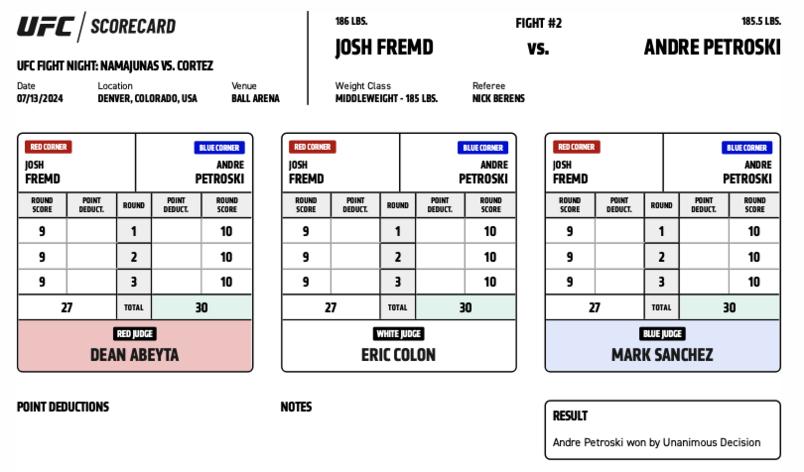 UFC / SCORECARD
UFC FIGHT NIGHT: NAMAJUNAS VS. CORTEZ
Date Location Venue
07/13/2024 DENVER, COLORADO, USA BALL ARENA
186 LBS. FIGHT #2 185.5 LBS.
JOSH FREMD vs. ANDRE PETROSKI
Weight Class Referee
MIDDLEWEIGHT - 185 LBS. NICK BERENS
RED CORNER BLUE CORNER
JOSH ANDRE
FREMD PETROSKI
ROUND POINT ROUND POINT ROUND
SCORE DEDUCT. DEDUCT. SCORE
9 1 10
9 2 10
9 3 10
27 TOTAL 30
RED JUDGE
DEAN ABEYTA
RED CORNER BLUE CORNER
JOSH ANDRE
FREMD PETROSKI
ROUND POINT ROUND POINT ROUND
SCORE DEDUCT. DEDUCT. SCORE
9 1 10
9 2 10
9 3 10
27 TOTAL 30
WHITE JUDGE
ERIC COLON
RED CORNER BLUE CORNER
JOSH ANDRE
FREMD PETROSKI
ROUND POINT ROUND POINT ROUND
SCORE DEDUCT. DEDUCT. SCORE
9 1 10
9 2 10
9 3 10
27 TOTAL 30
BLUE JUDGE
MARK SANCHEZ
POINT DEDUCTIONS
NOTES
RESULT
Andre Petroski won by Unanimous Decision